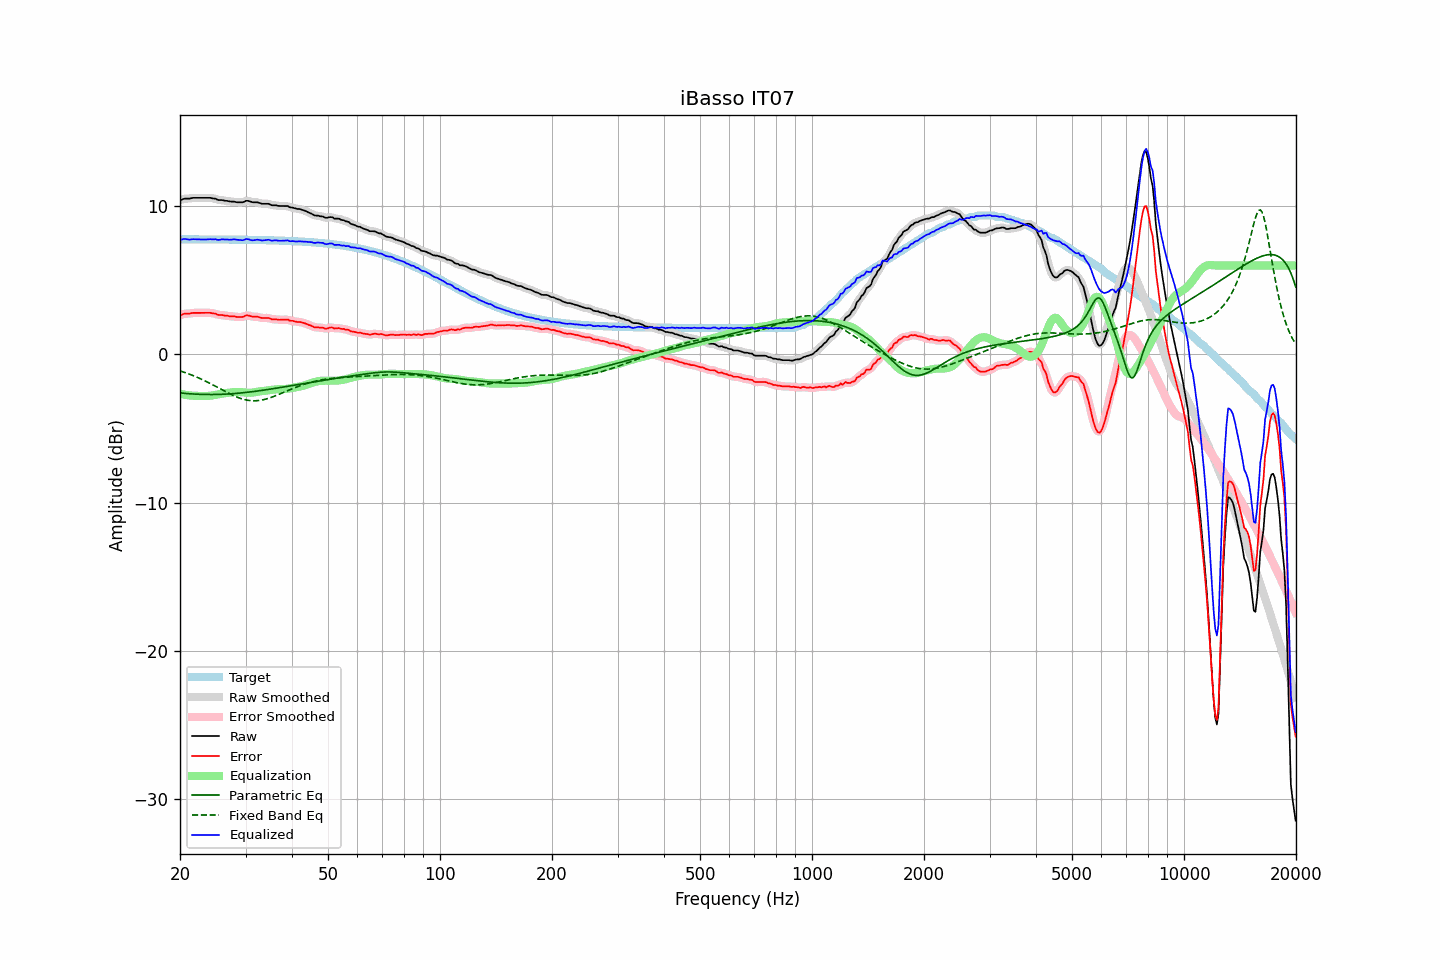 iBasso IT07
Amplitude (dBr)
10
0
−10
−20
−30
Target
Raw Smoothed
Error Smoothed
Raw
Error
Equalization
Parametric Eq
Fixed Band Eq
Equalized
20 50 100 200 500 1000 2000 5000 10000 20000
Frequency (Hz)